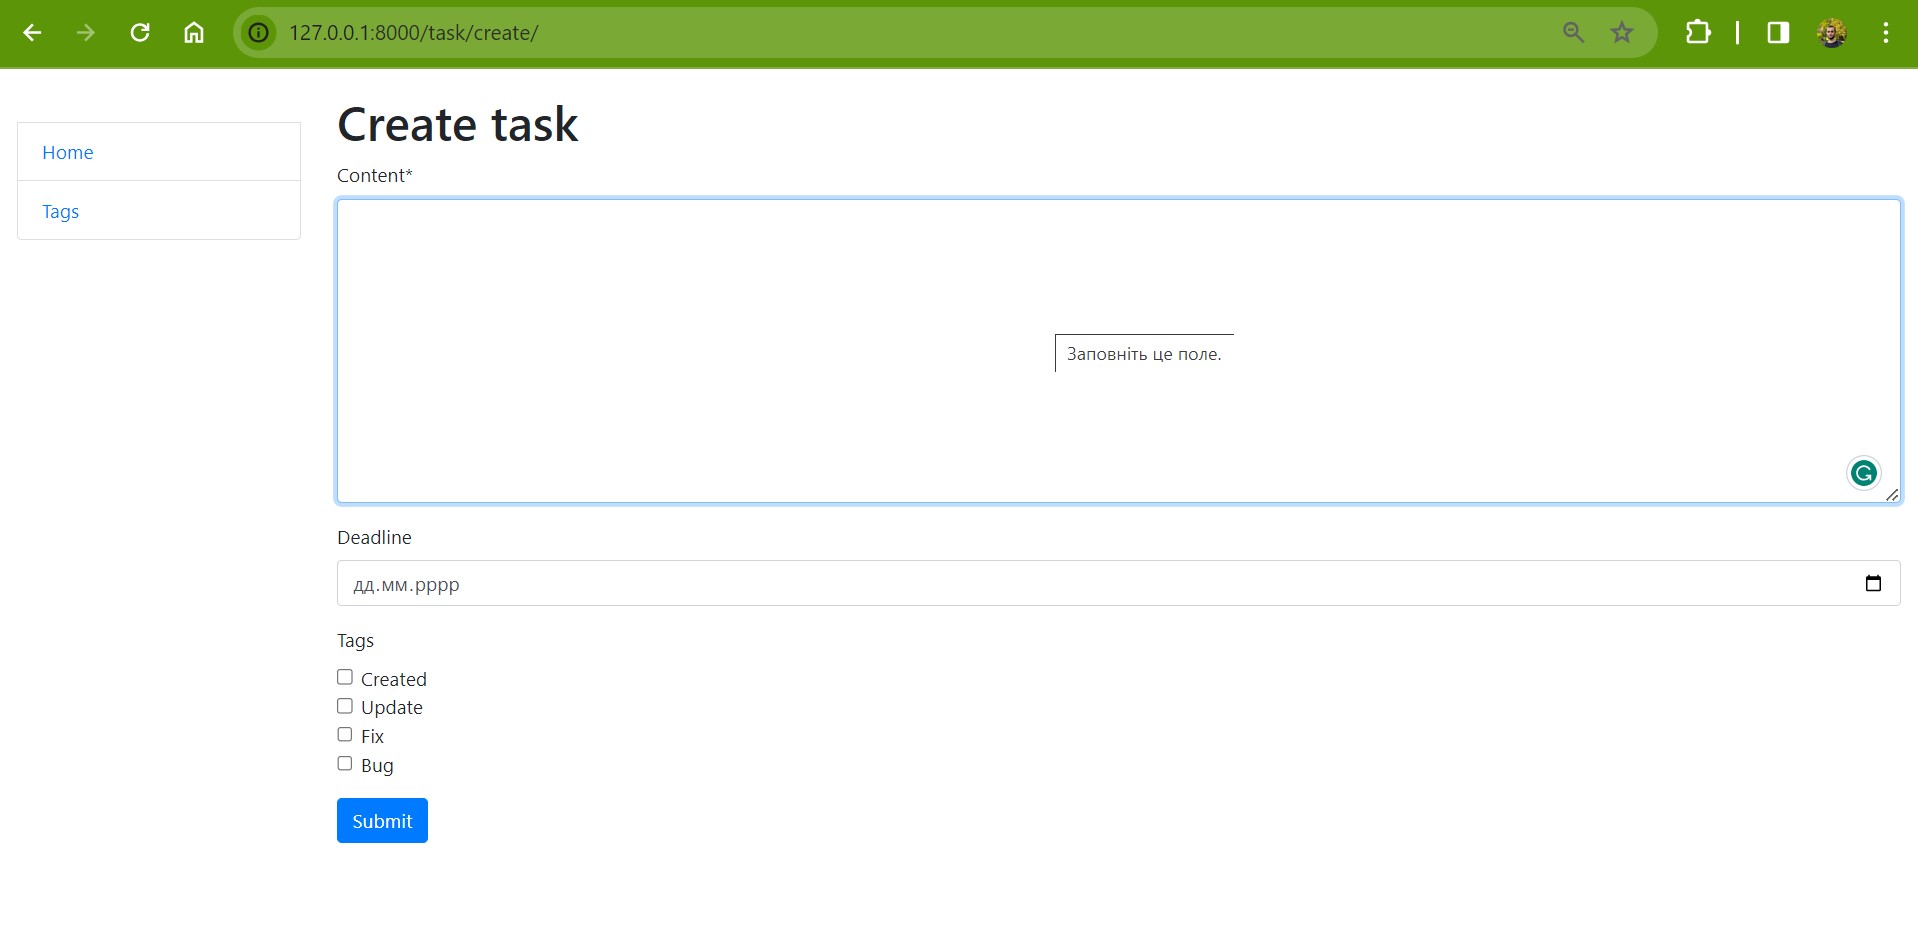 127.0.0.1:8000/task/create/
Home
Tags
Create task
Content*
Заповніть це поле.
Deadline
дд.мм.рррр
Tags
Created
Update
Fix
Bug
Submit